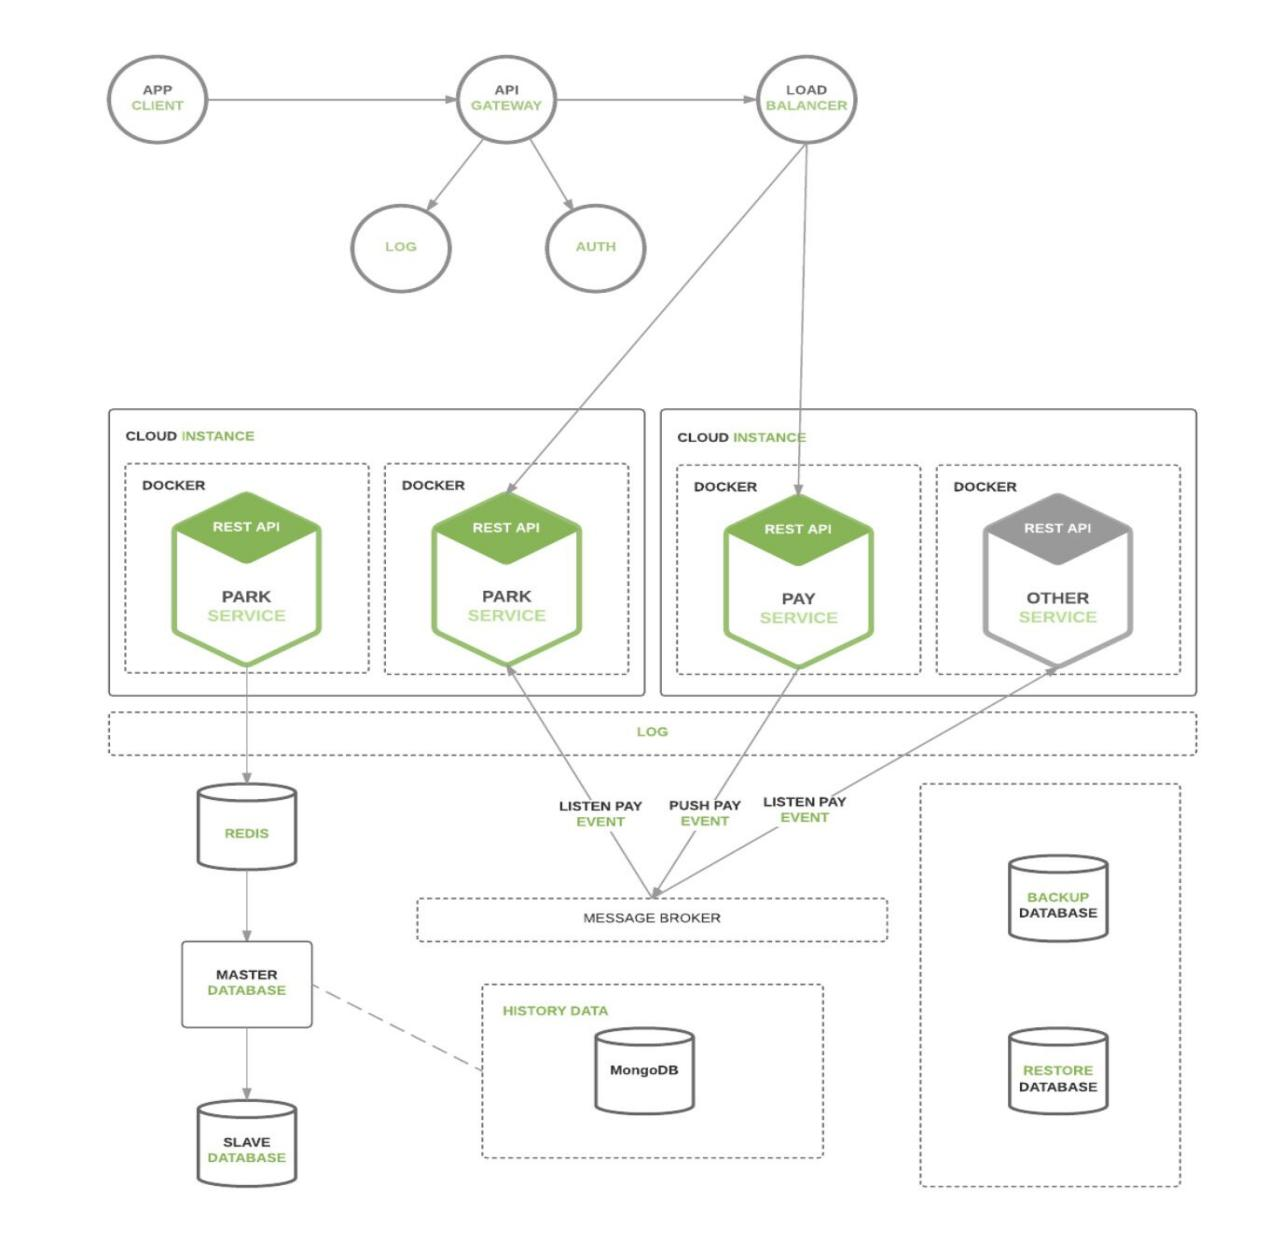 APP
CLIENT
API
GATEWAY
LOAD
BALANCER
LOG
AUTH
CLOUD INSTANCE
DOCKER
REST API
PARK
SERVICE
DOCKER
REST API
PARK
SERVICE
CLOUD INSTANCE
DOCKER
REST API
PAY
SERVICE
DOCKER
REST API
OTHER
SERVICE
LOG
REDIS
LISTEN PAY
EVENT
PUSH PAY
EVENT
LISTEN PAY
EVENT
MESSAGE BROKER
BACKUP
DATABASE
MASTER
DATABASE
HISTORY DATA
MongoDB
RESTORE
DATABASE
SLAVE
DATABASE